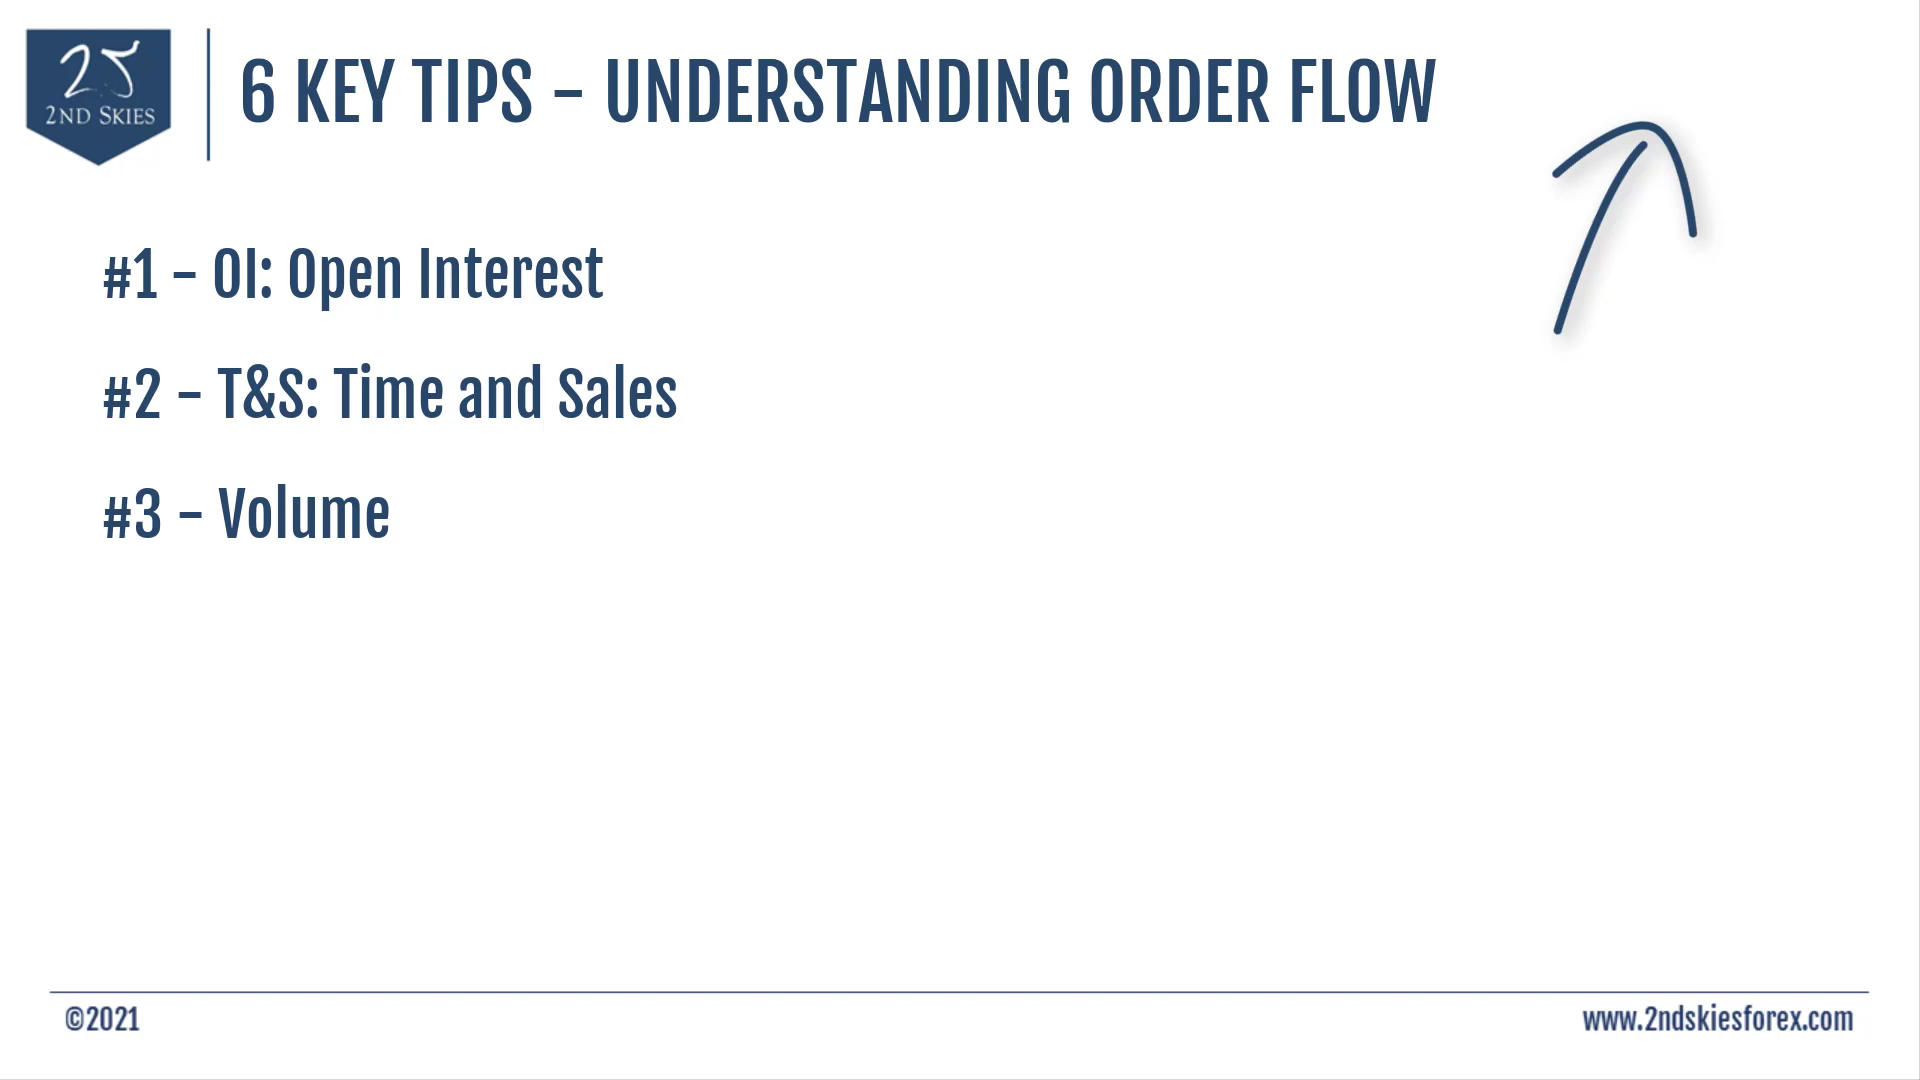 2S
2ND SKIES
6 KEY TIPS - UNDERSTANDING ORDER FLOW
#1 - OI: Open Interest
#2 - T&S: Time and Sales
#3 - Volume
©2021
www.2ndskiesforex.com